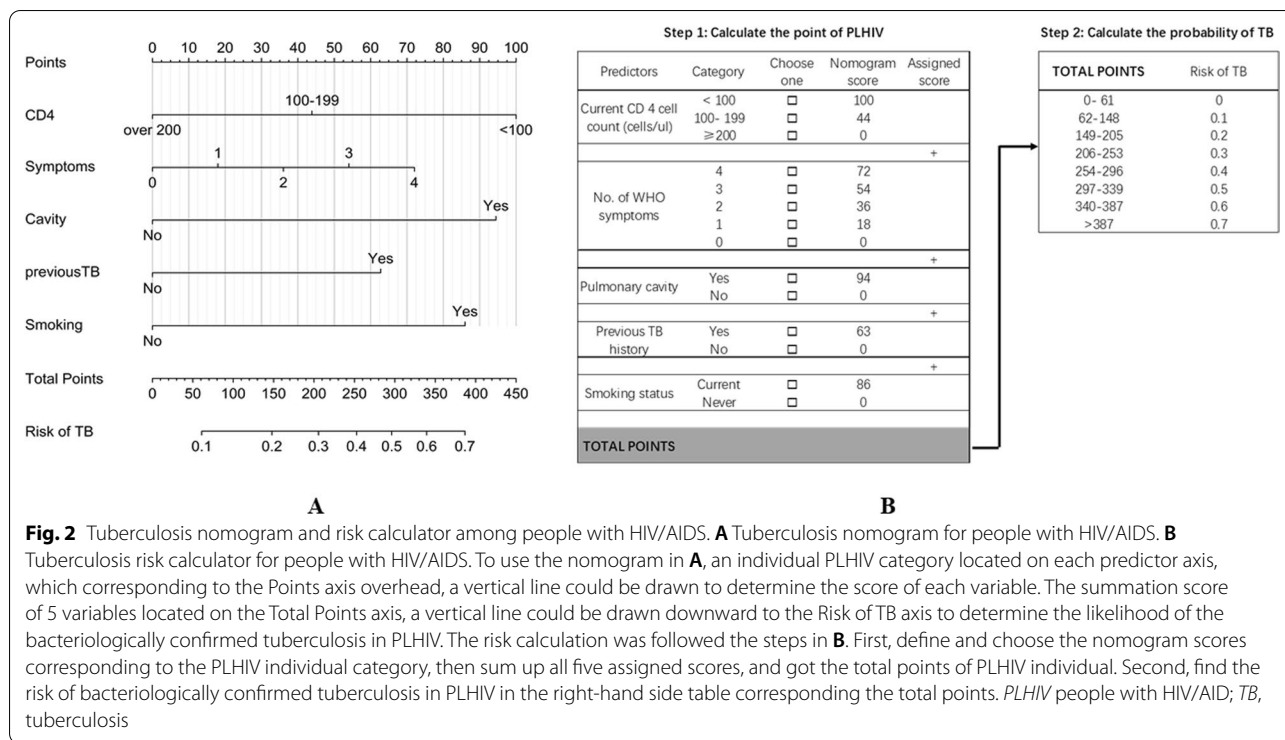 Points
0 10 20 30 40 50 60 70 80 90 100
CD4
100-199
over 200 <100
Symptoms
1 3
0 2 4
Cavity
Yes
No
previousTB
Yes
No
Smoking
Yes
No
Total Points
0 50 100 150 200 250 300 350 400 450
Risk of TB
0.1 0.2 0.3 0.4 0.5 0.6 0.7
A
Step 1: Calculate the point of PLHIV
Predictors Category Choose one Nomogram score Assigned score
Current CD 4 cell count (cells/ul)
< 100 □ 100
100- 199 □ 44
≥200 □ 0
+
No. of WHO symptoms
4 □ 72
3 □ 54
2 □ 36
1 □ 18
0 □ 0
+
Pulmonary cavity
Yes □ 94
No □ 0
+
Previous TB history
Yes □ 63
No □ 0
+
Smoking status
Current □ 86
Never □ 0
TOTAL POINTS
Step 2: Calculate the probability of TB
TOTAL POINTS Risk of TB
0- 61 0
62-148 0.1
149-205 0.2
206-253 0.3
254-296 0.4
297-339 0.5
340-387 0.6
>387 0.7
B
Fig. 2 Tuberculosis nomogram and risk calculator among people with HIV/AIDS. A Tuberculosis nomogram for people with HIV/AIDS. B
Tuberculosis risk calculator for people with HIV/AIDS. To use the nomogram in A, an individual PLHIV category located on each predictor axis,
which corresponding to the Points axis overhead, a vertical line could be drawn to determine the score of each variable. The summation score
of 5 variables located on the Total Points axis, a vertical line could be drawn downward to the Risk of TB axis to determine the likelihood of the
bacteriologically confirmed tuberculosis in PLHIV. The risk calculation was followed the steps in B. First, define and choose the nomogram scores
corresponding to the PLHIV individual category, then sum up all five assigned scores, and got the total points of PLHIV individual. Second, find the
risk of bacteriologically confirmed tuberculosis in PLHIV in the right-hand side table corresponding the total points. PLHIV people with HIV/AID; TB,
tuberculosis